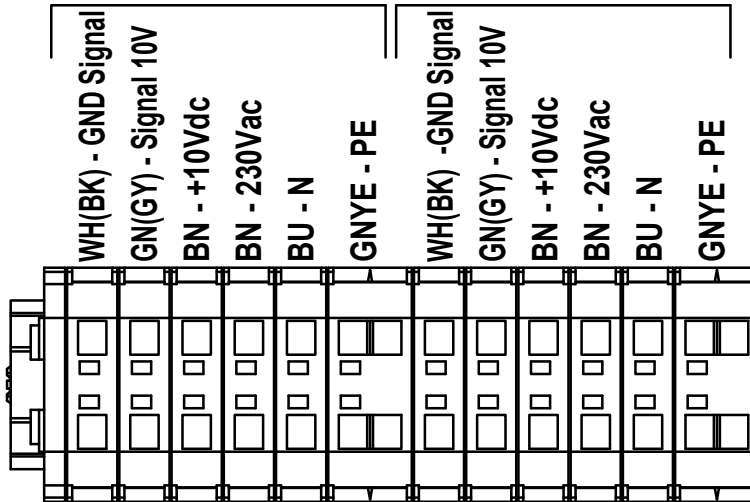 WH(BK) - GND Signal
GN(GY) - Signal 10V
BN - +10Vdc
BN - 230Vac
BU - N
GNYE - PE
WH(BK) -GND Signal
GN(GY) - Signal 10V
BN - +10Vdc
BN - 230Vac
BU - N
GNYE - PE